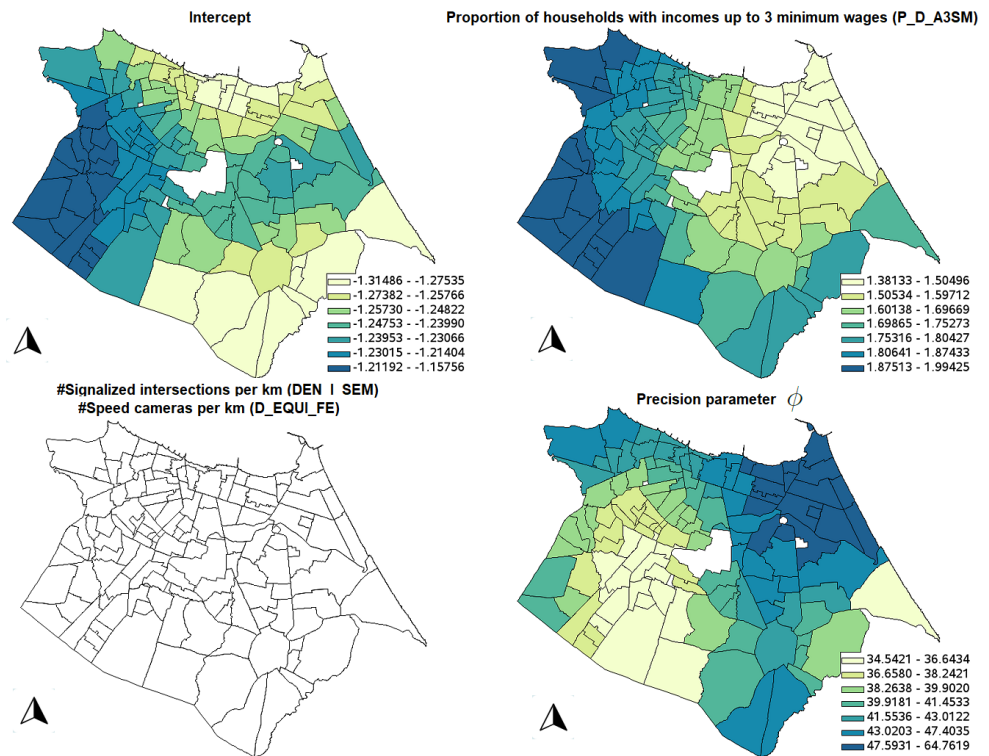 Intercept
-1.31486 - -1.27535
-1.27382 - -1.25766
-1.25730 - -1.24822
-1.24753 - -1.23990
-1.23953 - -1.23066
-1.23015 - -1.21404
-1.21192 - -1.15756
Proportion of households with incomes up to 3 minimum wages (P_D_A3SM)
1.38133 - 1.50496
1.50534 - 1.59712
1.60138 - 1.69669
1.69865 - 1.75273
1.75316 - 1.80427
1.80641 - 1.87433
1.87513 - 1.99425
#Signalized intersections per km (DEN_I_SEM)
#Speed cameras per km (D_EQUI_FE)
Precision parameter ϕ
34.5421 - 36.6434
36.6580 - 38.2421
38.2638 - 39.9020
39.9181 - 41.4533
41.5536 - 43.0122
43.0203 - 47.4035
47.5931 - 64.7619